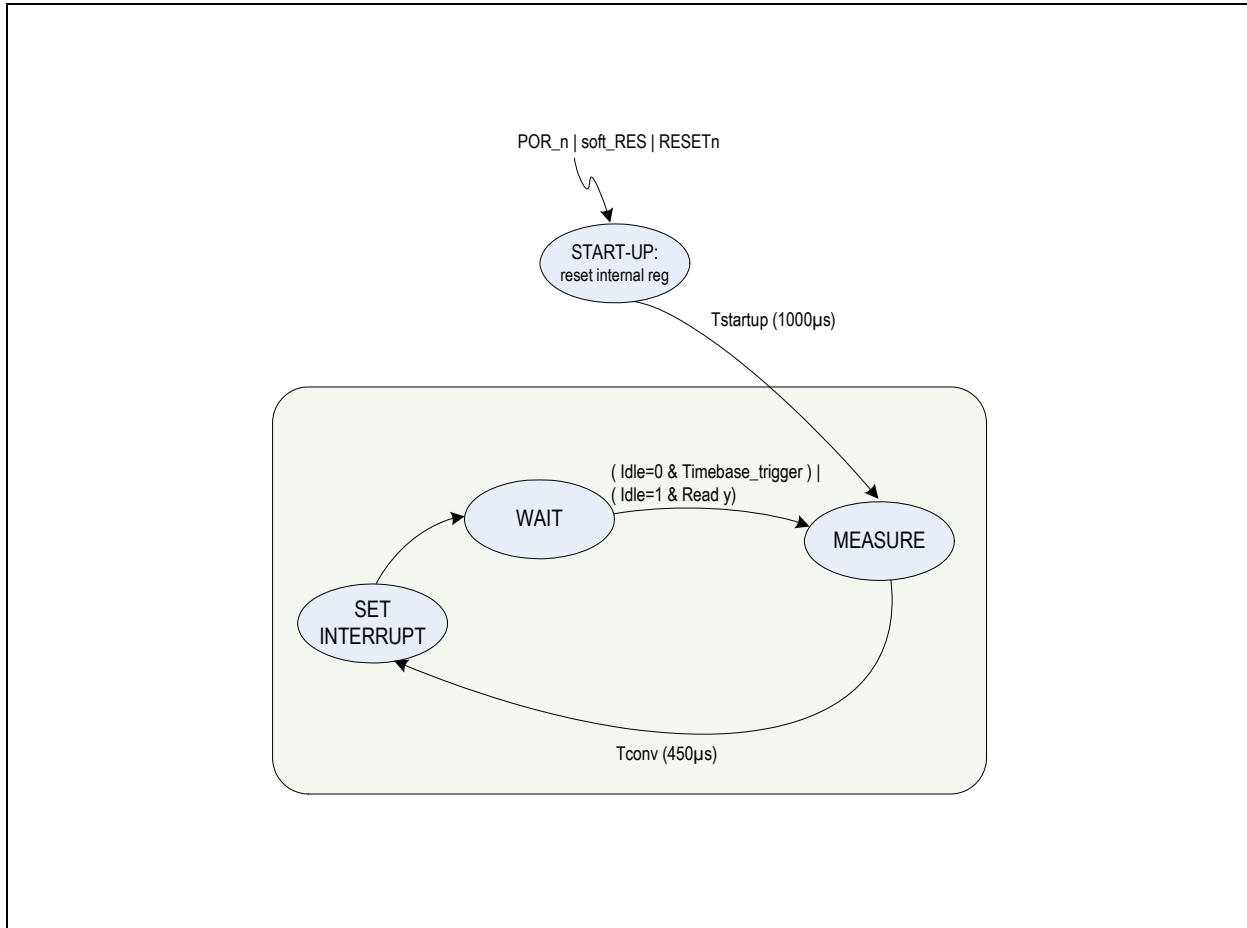 POR_n | soft_RES | RESETn
START-UP:
reset internal reg
Tstartup (1000µs)
( Idle=0 & Timebase_trigger ) |
( Idle=1 & Read y)
WAIT
MEASURE
SET
INTERRUPT
Tconv (450µs)